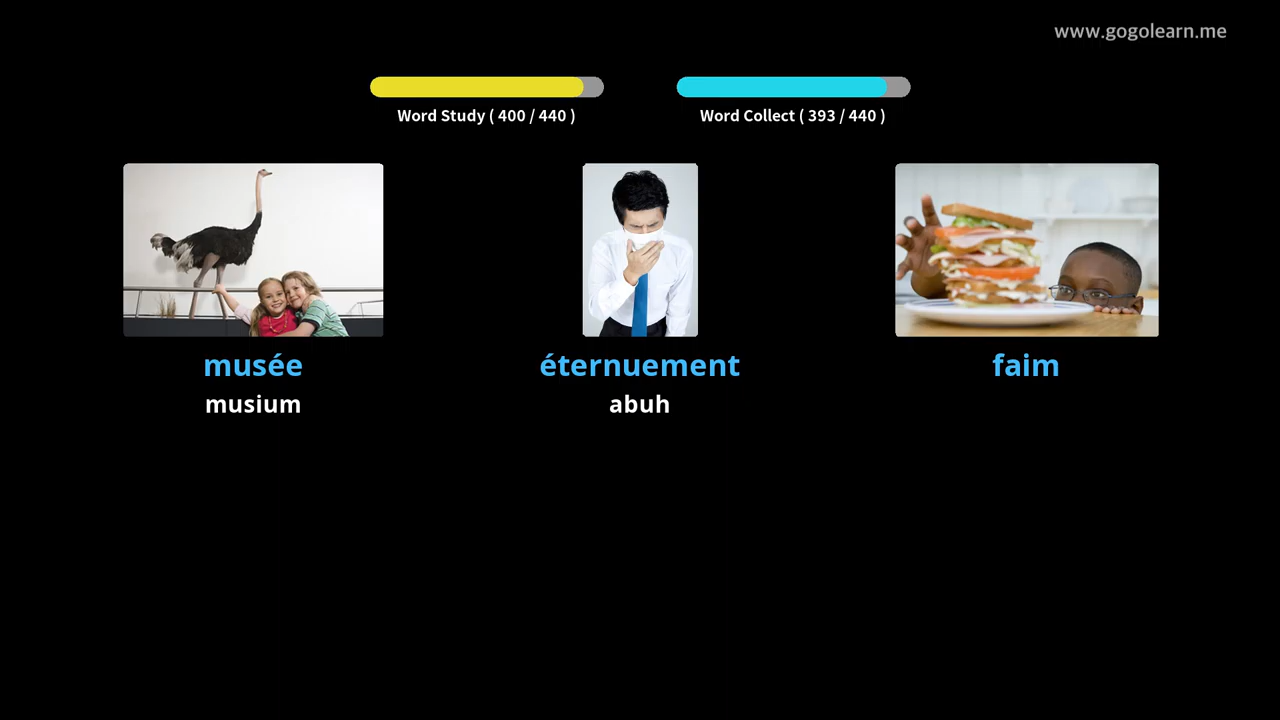 www.gogolearn.me
Word Study ( 400 / 440 )
Word Collect ( 393 / 440 )
musée
éternuement
faim
musium
abuh